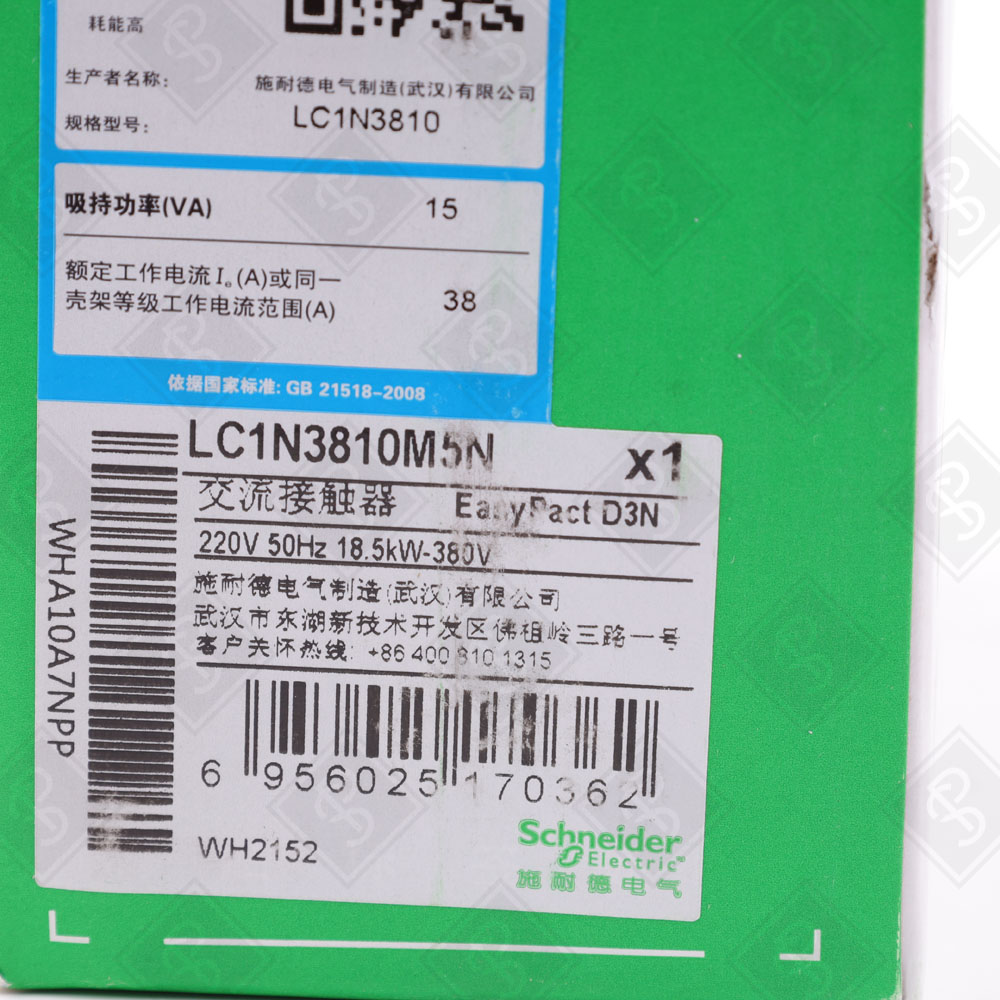 耗能高
生产者名称: 施耐德电气制造(武汉)有限公司
规格型号: LC1N3810
吸持功率(VA) 15
额定工作电流Ie(A)或同一
壳架等级工作电流范围(A) 38
依据国家标准: GB 21518-2008
LC1N3810M5N x1
交流接触器 EasyPact D3N
220V 50Hz 18.5kW-380V
施耐德电气制造(武汉)有限公司
武汉市东湖新技术开发区佛祖岭三路一号
客户关怀热线: +86 400 810 1315
WHA10A7NPP
6 956025 170362
WH2152
Schneider
Electric™
施耐德电气